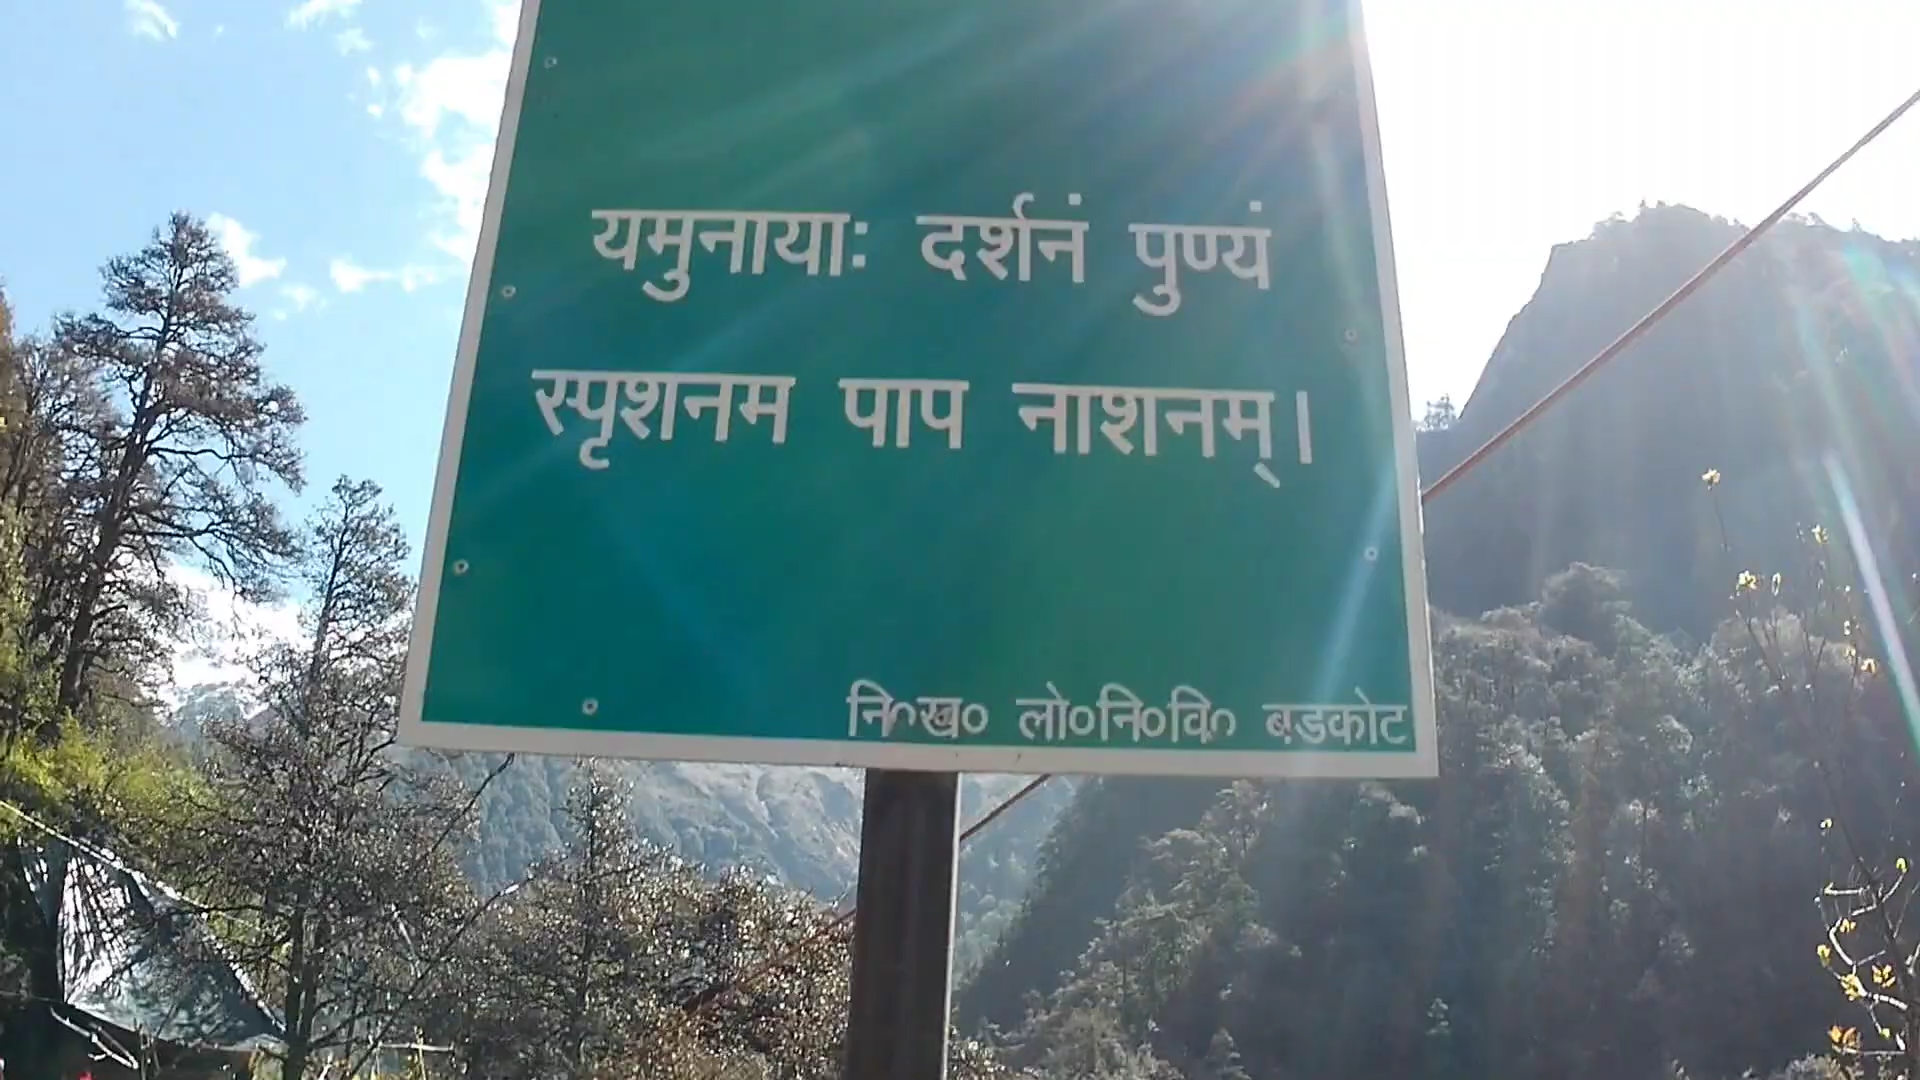 यमुनायाः दर्शनं पुण्यं
स्पृशनम पाप नाशनम्।
नि०ख० लो०नि०वि० बडकोट